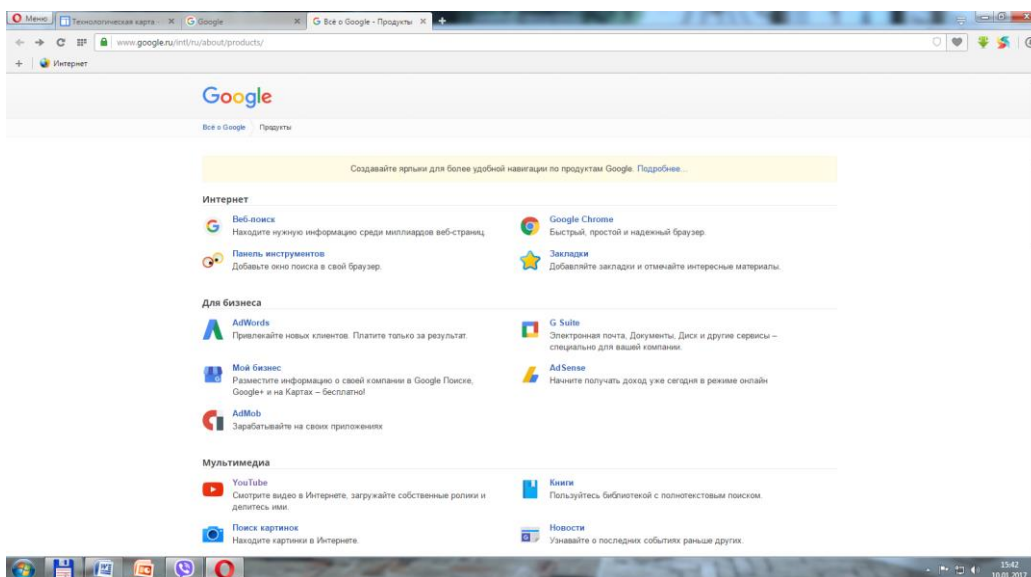 Меню
Технологическая карта
Google
Всё о Google - Продукты
www.google.ru/intl/ru/about/products/
Интернет
Google
Всё о Google Продукты
Создавайте ярлыки для более удобной навигации по продуктам Google. Подробнее...
Интернет
Веб-поиск
Находите нужную информацию среди миллиардов веб-страниц.
Google Chrome
Быстрый, простой и надежный браузер.
Панель инструментов
Добавьте окно поиска в свой браузер.
Закладки
Добавляйте закладки и отмечайте интересные материалы.
Для бизнеса
AdWords
Привлекайте новых клиентов. Платите только за результат.
G Suite
Электронная почта, Документы, Диск и другие сервисы –
специально для вашей компании.
Мой бизнес
Разместите информацию о своей компании в Google Поиске,
Google+ и на Картах – бесплатно!
AdSense
Начните получать доход уже сегодня в режиме онлайн
AdMob
Зарабатывайте на своих приложениях
Мультимедиа
YouTube
Смотрите видео в Интернете, загружайте собственные ролики и
делитесь ими.
Книги
Пользуйтесь библиотекой с полнотекстовым поиском.
Поиск картинок
Находите картинки в Интернете.
Новости
Узнавайте о последних событиях раньше других.
15:42
10.01.2017